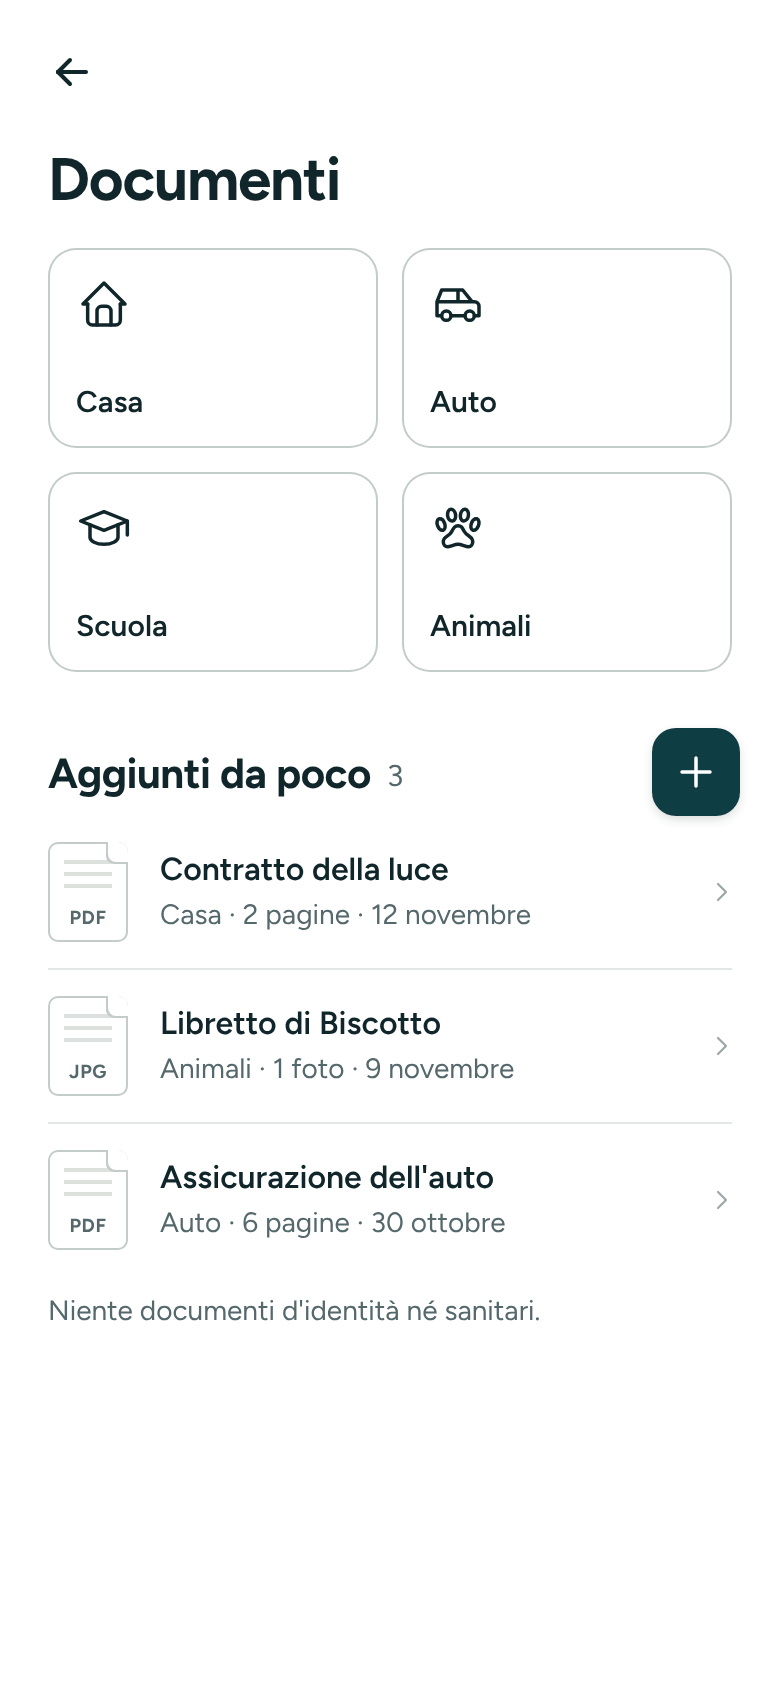 Documenti
Casa
Auto
Scuola
Animali
Aggiunti da poco 3
PDF
Contratto della luce
Casa · 2 pagine · 12 novembre
JPG
Libretto di Biscotto
Animali · 1 foto · 9 novembre
PDF
Assicurazione dell'auto
Auto · 6 pagine · 30 ottobre
Niente documenti d'identità né sanitari.